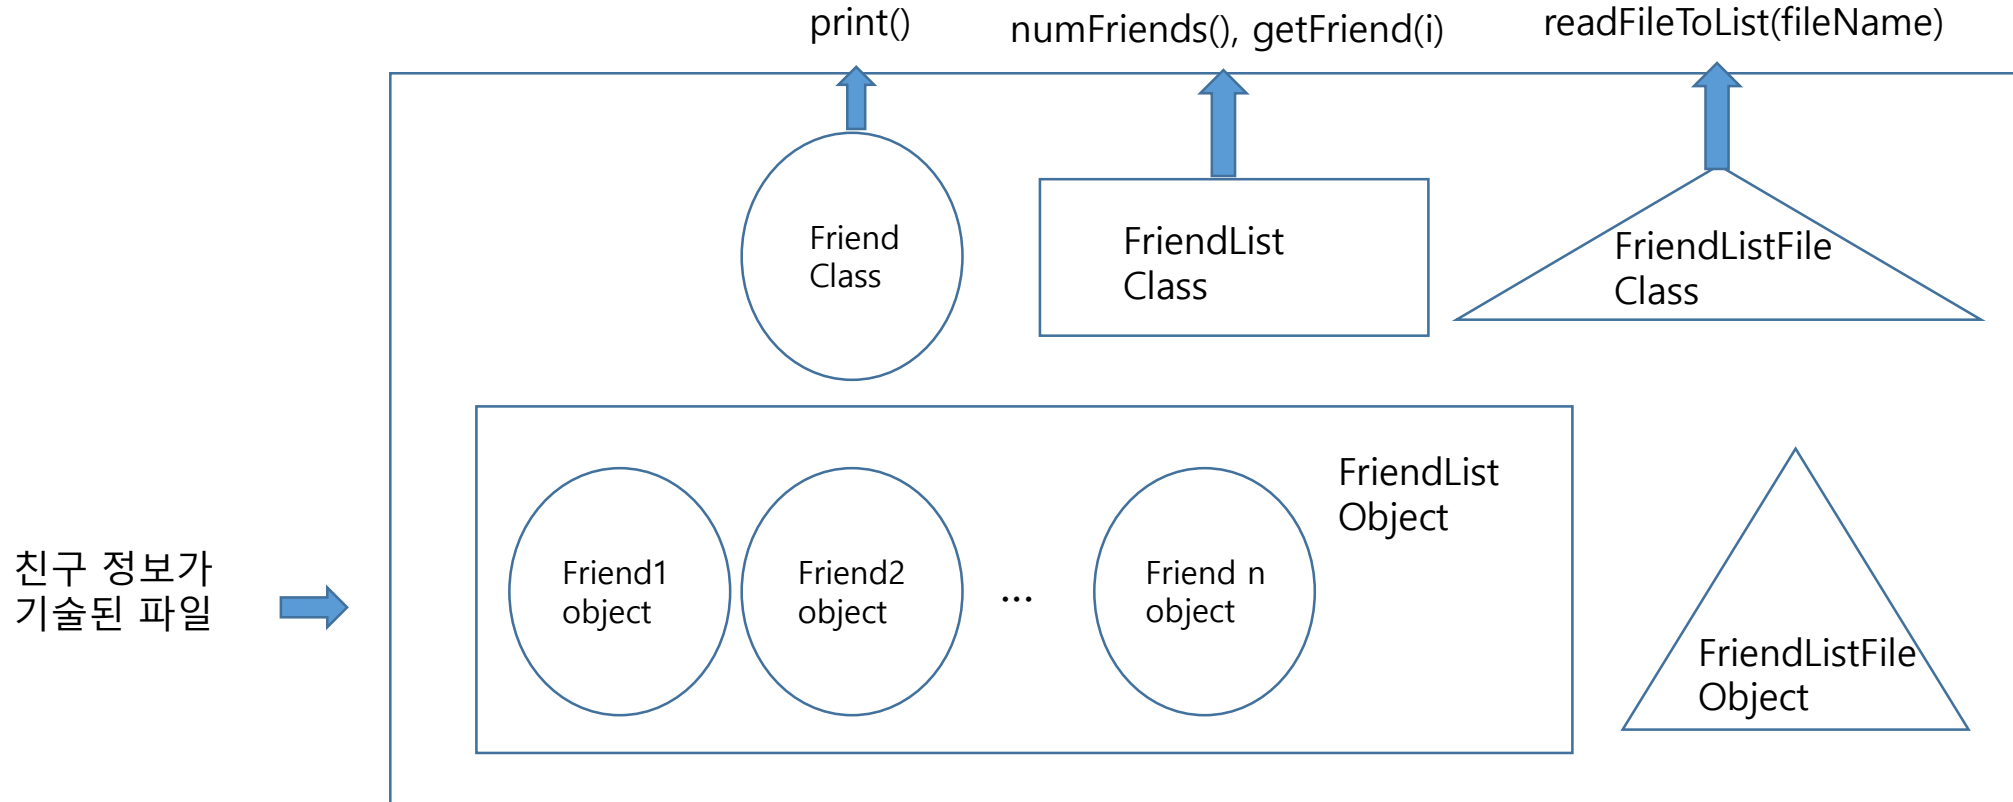 print()
numFriends(), getFriend(i)
readFileToList(fileName)
Friend
Class
FriendList
Class
FriendListFile
Class
친구 정보가
기술된 파일
Friend1
object
Friend2
object
...
Friend n
object
FriendList
Object
FriendListFile
Object